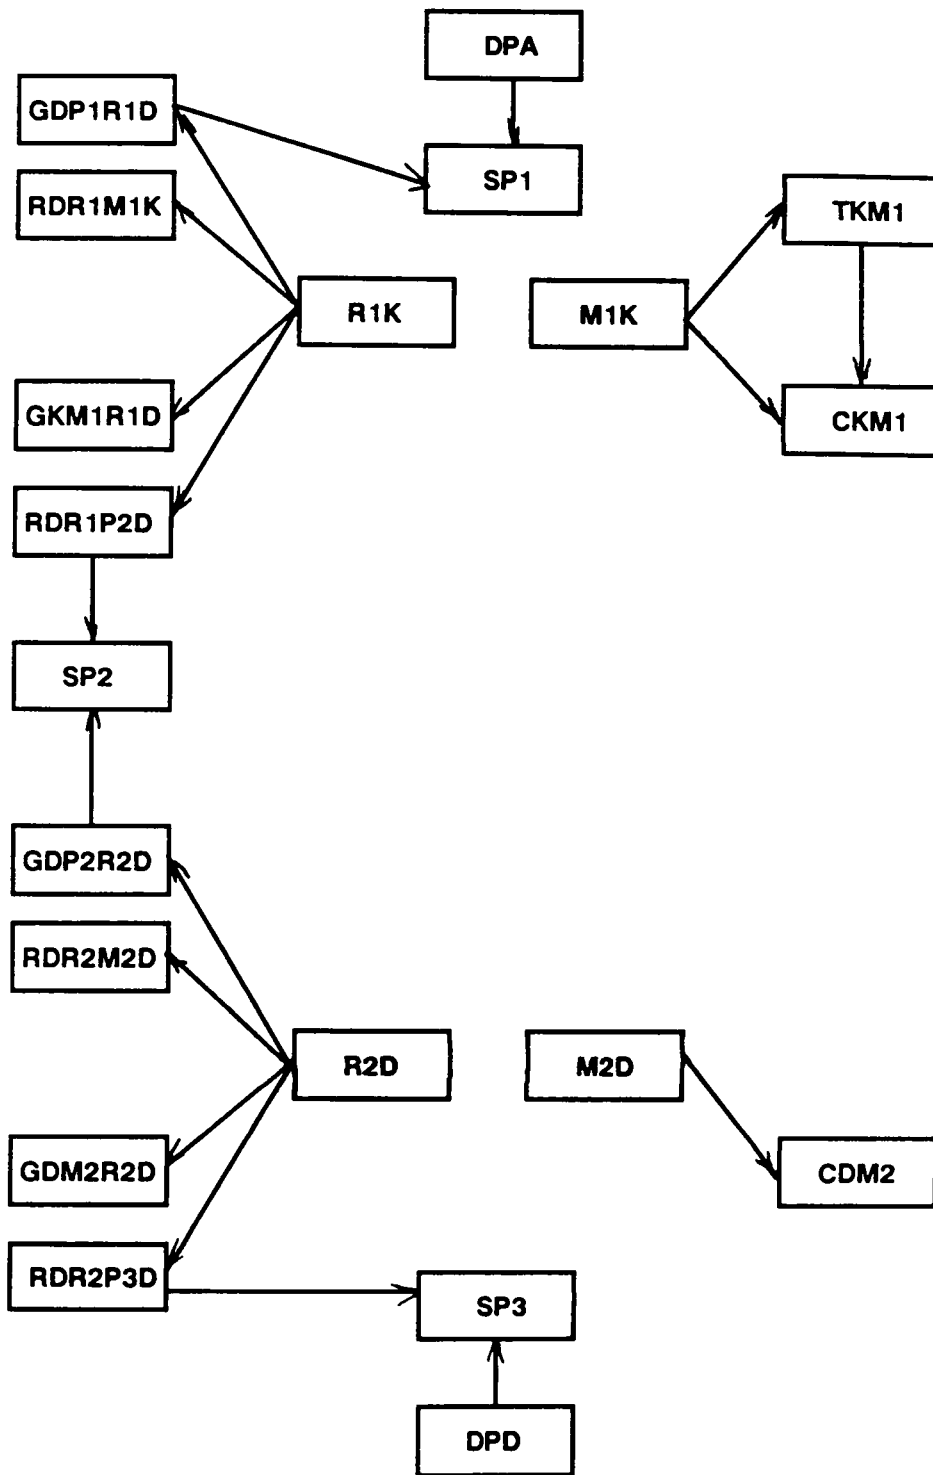 DPA
GDP1R1D
SP1
RDR1M1K
TKM1
R1K
M1K
GKM1R1D
CKM1
RDR1P2D
SP2
GDP2R2D
RDR2M2D
R2D
M2D
GDM2R2D
CDM2
RDR2P3D
SP3
DPD